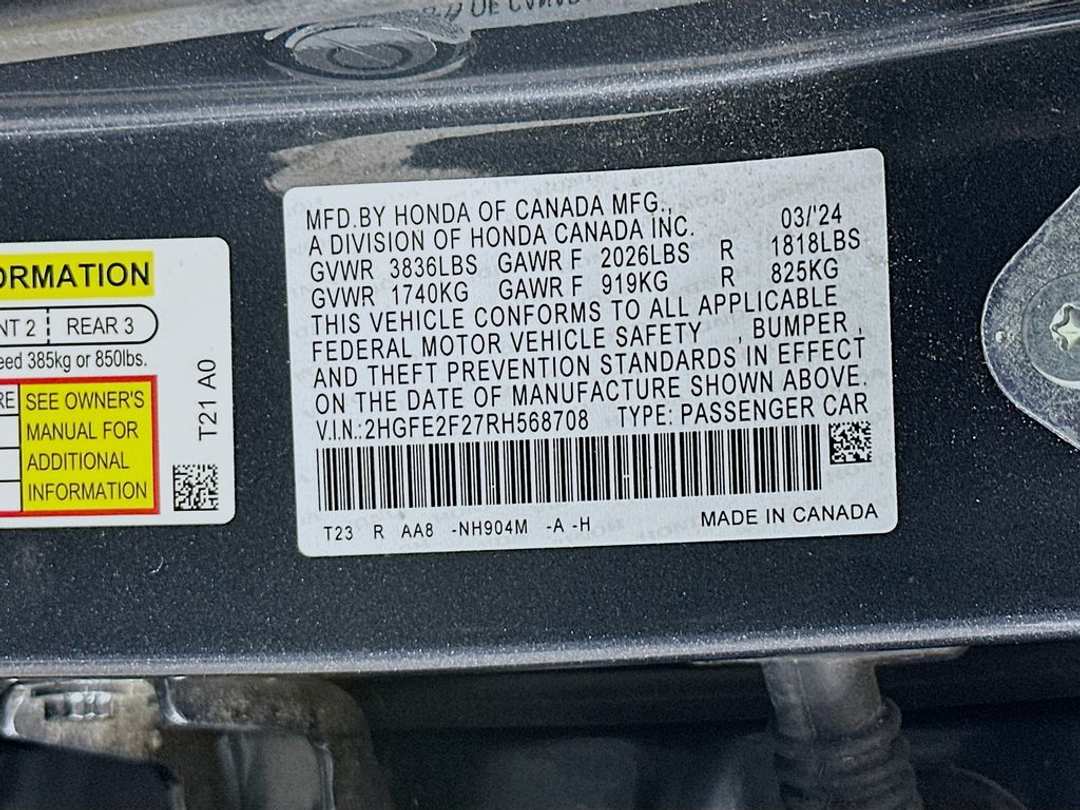 ORMATION
NT 2
REAR 3
eed 385kg or 850lbs.
RE
SEE OWNER'S
MANUAL FOR
ADDITIONAL
INFORMATION
T21 A0
MFD.BY HONDA OF CANADA MFG.,
A DIVISION OF HONDA CANADA INC. 03/'24
GVWR 3836LBS GAWR F 2026LBS R 1818LBS
GVWR 1740KG GAWR F 919KG R 825KG
THIS VEHICLE CONFORMS TO ALL APPLICABLE
FEDERAL MOTOR VEHICLE SAFETY , BUMPER ,
AND THEFT PREVENTION STANDARDS IN EFFECT
ON THE DATE OF MANUFACTURE SHOWN ABOVE.
V.I.N.:2HGFE2F27RH568708 TYPE: PASSENGER CAR
T23 R AA8 -NH904M -A -H MADE IN CANADA